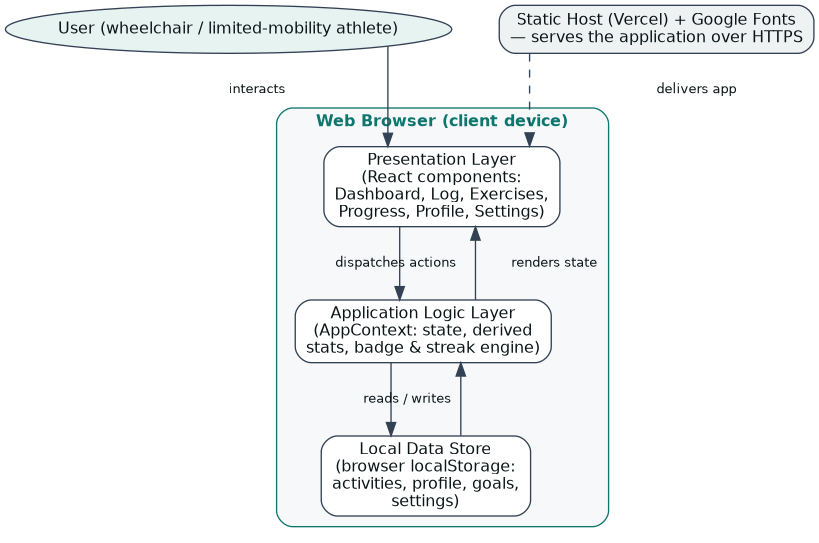 User (wheelchair / limited-mobility athlete)
Static Host (Vercel) + Google Fonts
— serves the application over HTTPS
interacts
delivers app
Web Browser (client device)
Presentation Layer
(React components:
Dashboard, Log, Exercises,
Progress, Profile, Settings)
dispatches actions
renders state
Application Logic Layer
(AppContext: state, derived
stats, badge & streak engine)
reads / writes
Local Data Store
(browser localStorage:
activities, profile, goals,
settings)